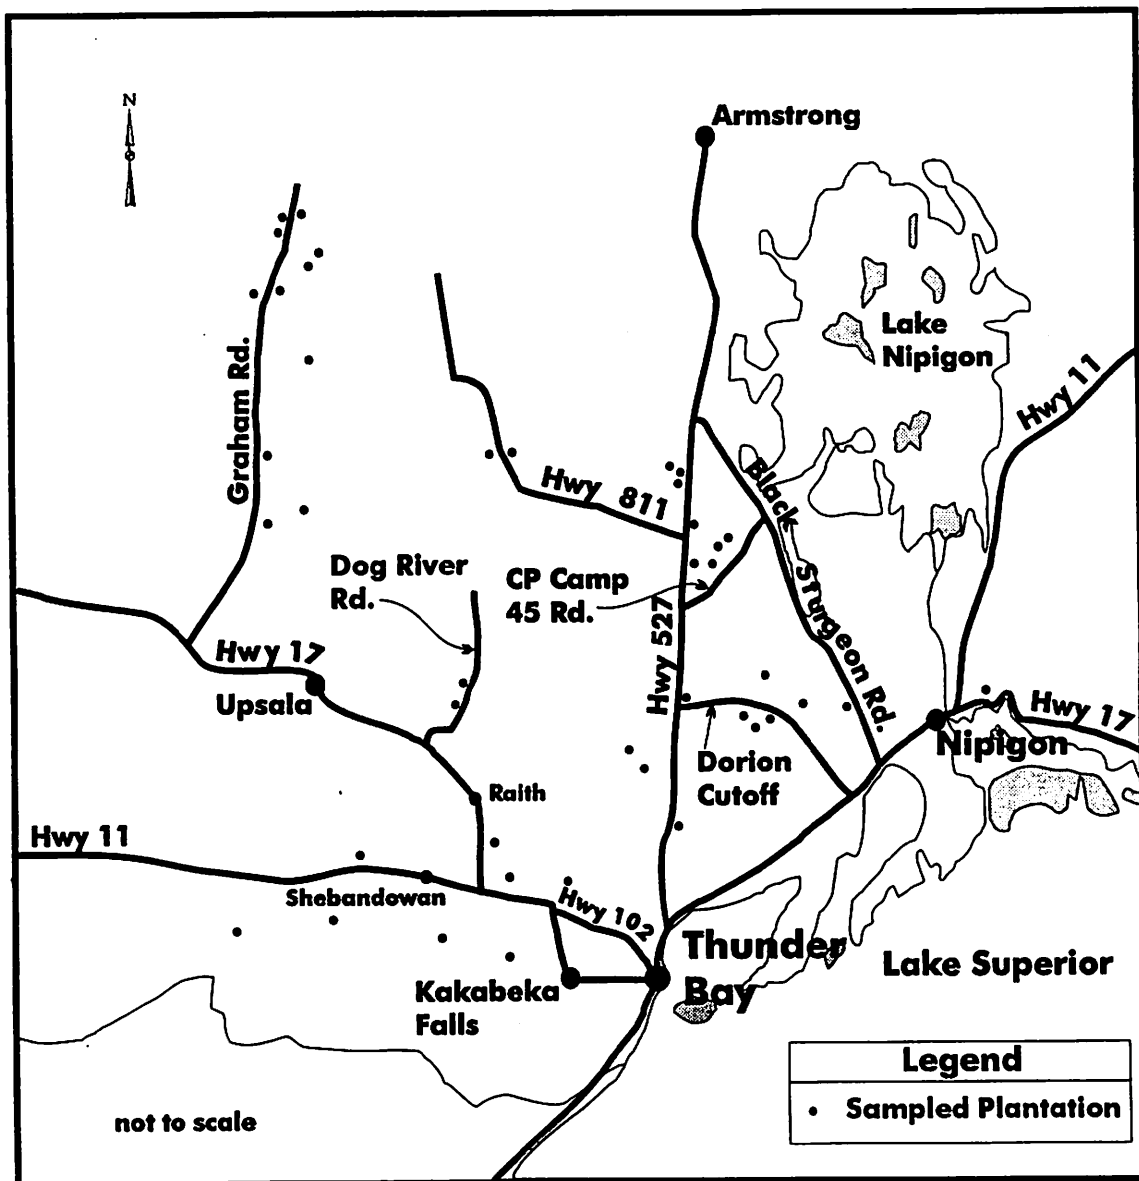 N
Armstrong
Lake
Nipigon
Hwy 11
Graham Rd.
Hwy 811
Black Sturgeon Rd.
Dog River
Rd.
CP Camp
45 Rd.
Hwy 527
Hwy 17
Upsala
Hwy 17
Nipigon
Dorion
Cutoff
Raith
Hwy 11
Shebandowan
Hwy 102
Thunder
Bay
Lake Superior
Kakabeka
Falls
Legend
Sampled Plantation
not to scale